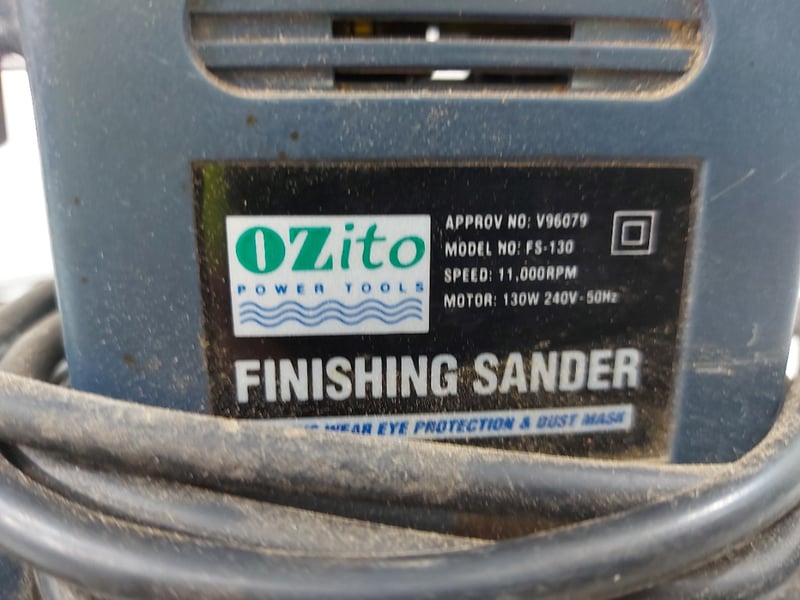 OZito
POWER TOOLS
APPROV NO: V96079
MODEL NO: FS-130
SPEED: 11,000RPM
MOTOR: 130W 240V-50Hz
FINISHING SANDER
WEAR EYE PROTECTION & DUST MASK